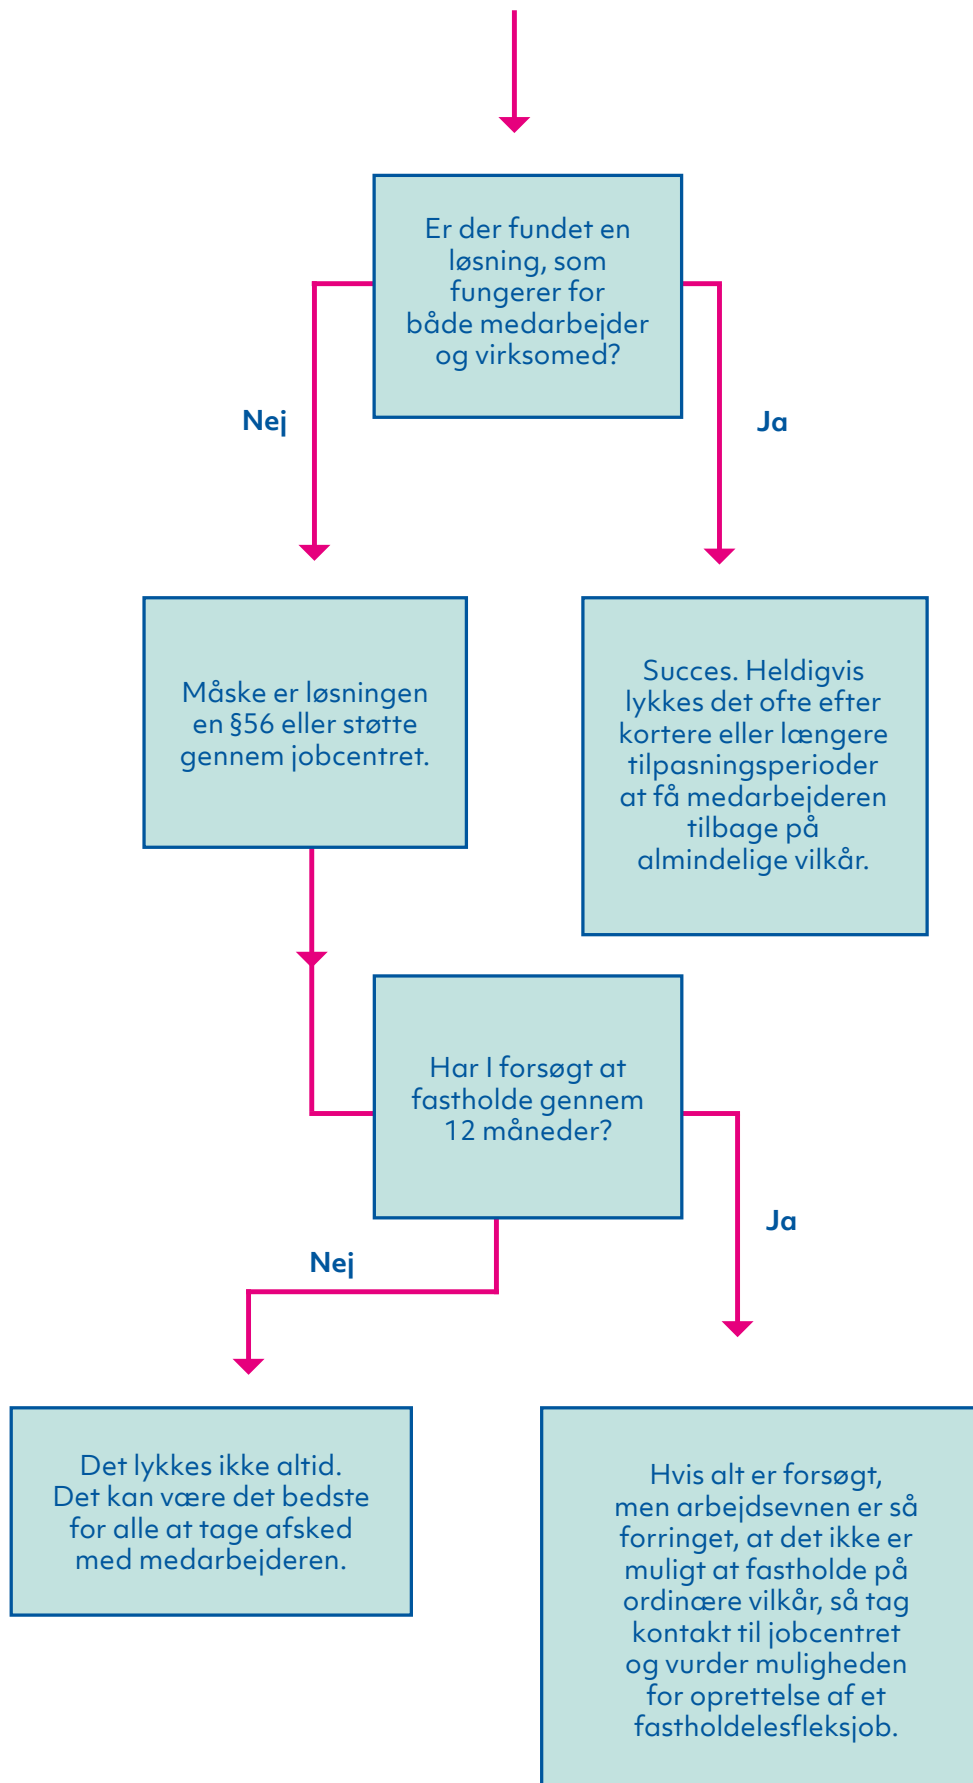 Er der fundet en
løsning, som
fungerer for
både medarbejder
og virksomed?
Nej
Ja
Måske er løsningen
en §56 eller støtte
gennem jobcentret.
Succes. Heldigvis
lykkes det ofte efter
kortere eller længere
tilpasningsperioder
at få medarbejderen
tilbage på
almindelige vilkår.
Har I forsøgt at
fastholde gennem
12 måneder?
Nej
Ja
Det lykkes ikke altid.
Det kan være det bedste
for alle at tage afsked
med medarbejderen.
Hvis alt er forsøgt,
men arbejdsevnen er så
forringet, at det ikke er
muligt at fastholde på
ordinære vilkår, så tag
kontakt til jobcentret
og vurder muligheden
for oprettelse af et
fastholdelesfleksjob.